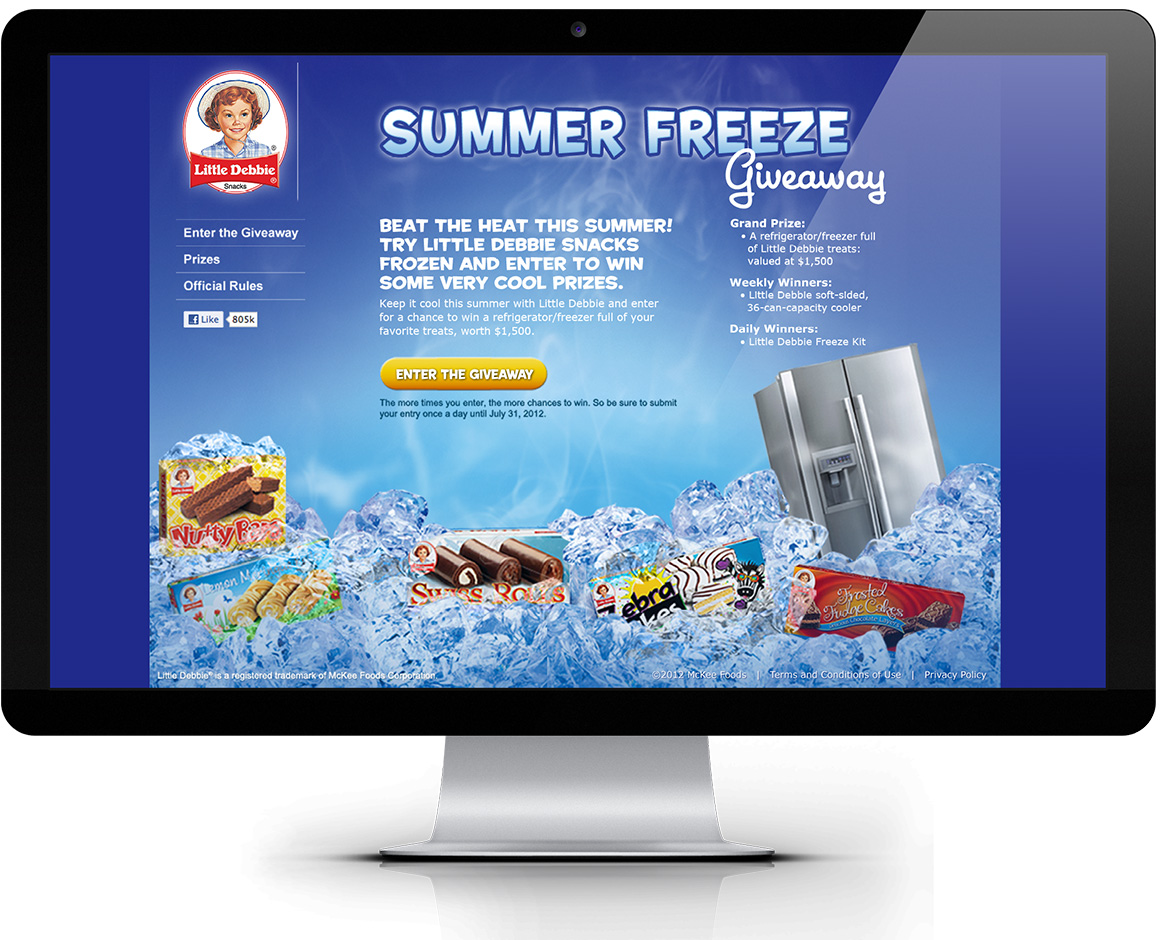 Little Debbie
Snacks
Enter the Giveaway
Prizes
Official Rules
Like 805k
SUMMER FREEZE
Giveaway
BEAT THE HEAT THIS SUMMER!
TRY LITTLE DEBBIE SNACKS
FROZEN AND ENTER TO WIN
SOME VERY COOL PRIZES.
Keep it cool this summer with Little Debbie and enter
for a chance to win a refrigerator/freezer full of your
favorite treats, worth $1,500.
ENTER THE GIVEAWAY
The more times you enter, the more chances to win. So be sure to submit
your entry once a day until July 31, 2012.
Grand Prize:
• A refrigerator/freezer full
of Little Debbie treats:
valued at $1,500
Weekly Winners:
• Little Debbie soft-sided,
36-can-capacity cooler
Daily Winners:
• Little Debbie Freeze Kit
Nutty Bars
Swiss Rolls
Zebra
Frosted
Fudge Cakes
Little Debbie® is a registered trademark of McKee Foods Corporation.
©2012 McKee Foods | Terms and Conditions of Use | Privacy Policy